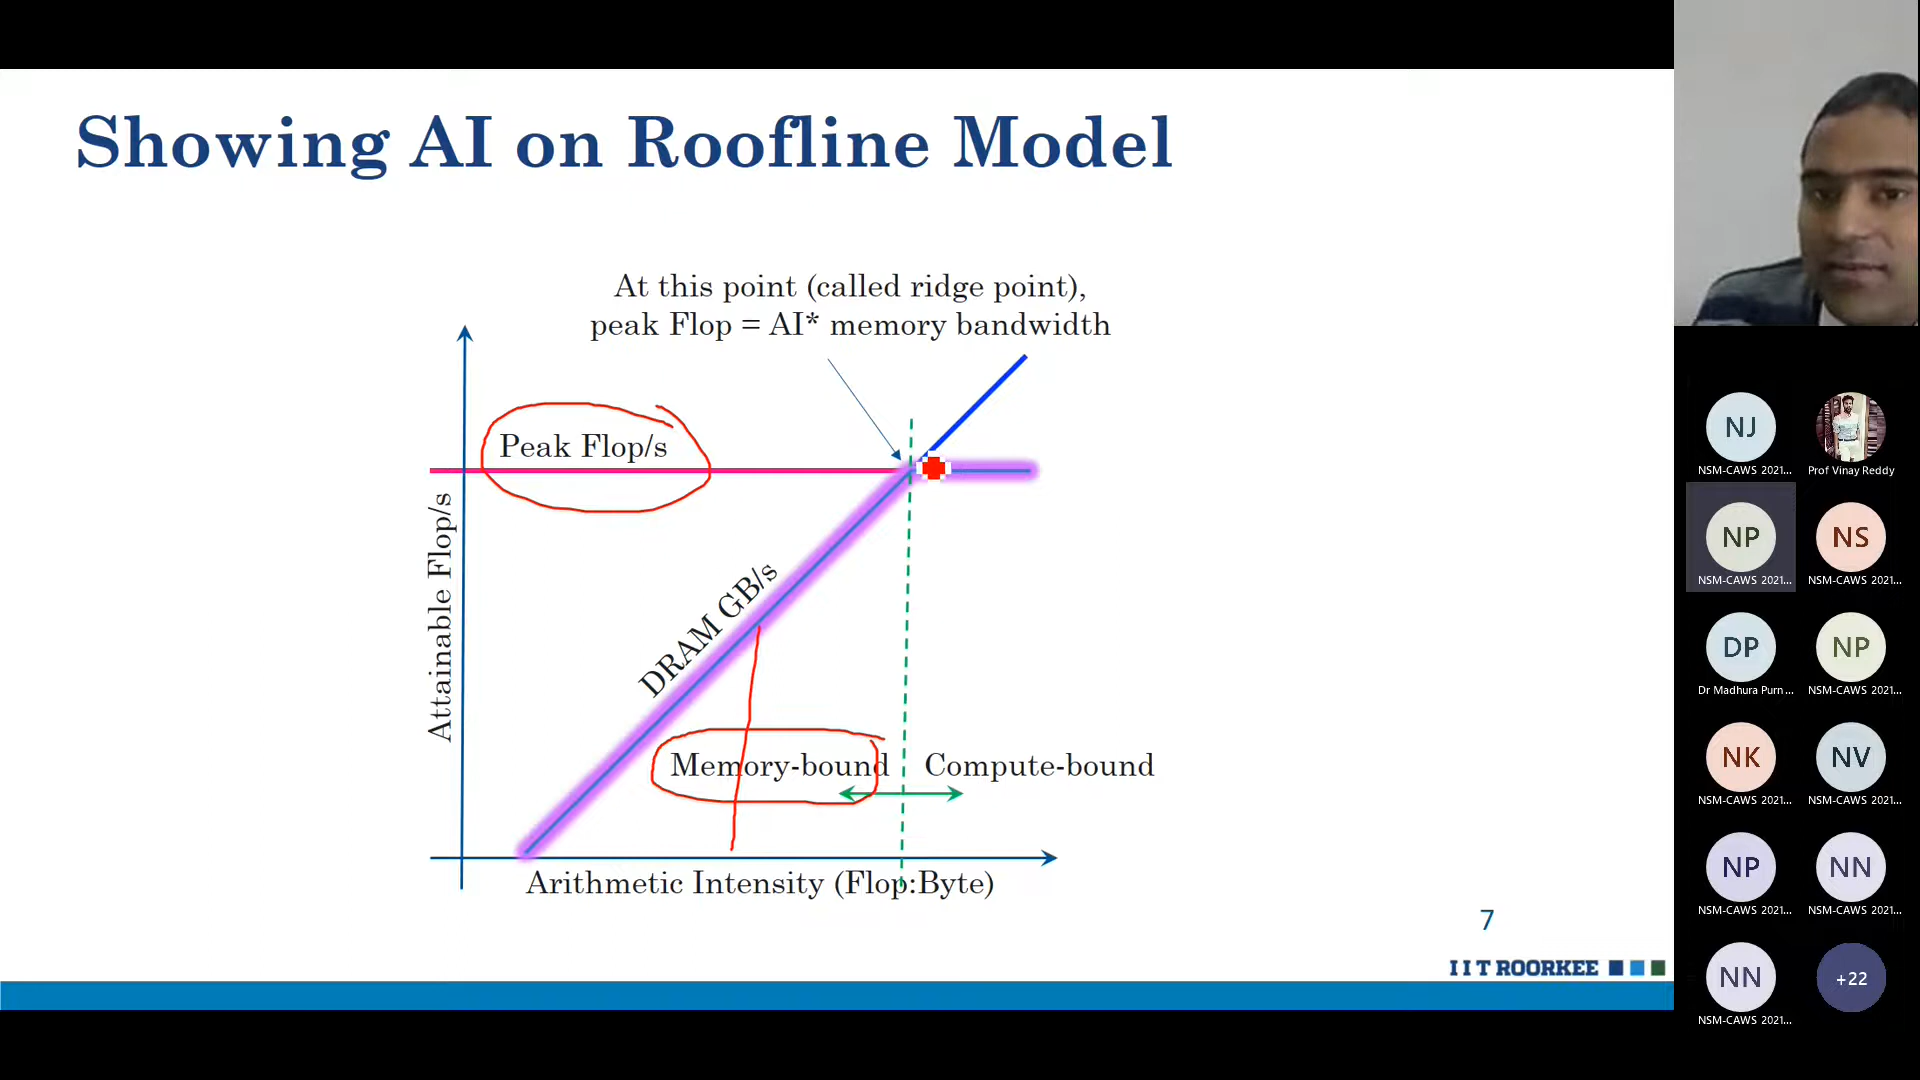 Showing AI on Roofline Model
At this point (called ridge point),
peak Flop = AI* memory bandwidth
Peak Flop/s
Attainable Flop/s
DRAM GB/s
Memory-bound
Compute-bound
Arithmetic Intensity (Flop:Byte)
7
IIT ROORKEE
NJ
NSM-CAWS 2021...
Prof Vinay Reddy
NP
NSM-CAWS 2021...
NS
NSM-CAWS 2021...
DP
Dr Madhura Purn...
NP
NSM-CAWS 2021...
NK
NSM-CAWS 2021...
NV
NSM-CAWS 2021...
NP
NSM-CAWS 2021...
NN
NSM-CAWS 2021...
NN
NSM-CAWS 2021...
+22